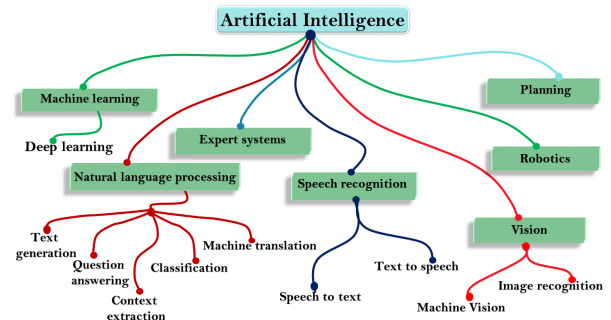 Artificial Intelligence
Machine learning
Planning
Deep learning
Expert systems
Robotics
Natural language processing
Speech recognition
Vision
Text
generation
Question
answering
Context
extraction
Classification
Machine translation
Speech to text
Text to speech
Machine Vision
Image recognition